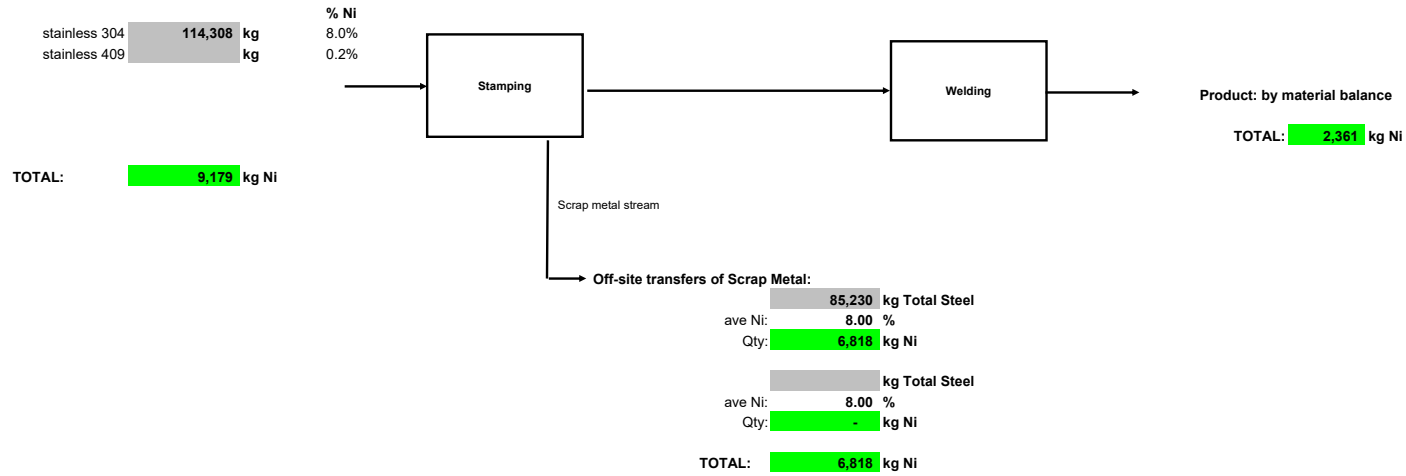 % Ni
stainless 304 114,308 kg 8.0%
stainless 409 kg 0.2%
Stamping
Welding
Product: by material balance
TOTAL: 2,361 kg Ni
TOTAL: 9,179 kg Ni
Scrap metal stream
Off-site transfers of Scrap Metal:
85,230 kg Total Steel
ave Ni: 8.00 %
Qty: 6,818 kg Ni
kg Total Steel
ave Ni: 8.00 %
Qty: - kg Ni
TOTAL: 6,818 kg Ni